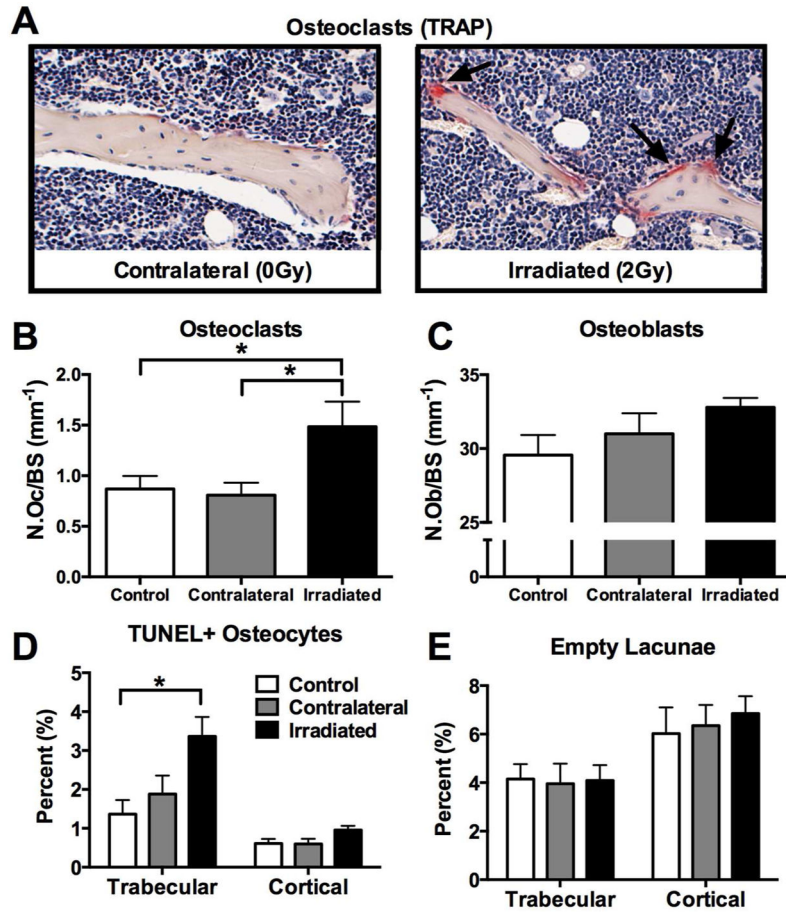 A
Osteoclasts (TRAP)
Contralateral (0Gy)
Irradiated (2Gy)
B
Osteoclasts
*
*
N.Oc/BS (mm⁻¹)
2.0
1.5
1.0
0.5
0.0
Control Contralateral Irradiated
C
Osteoblasts
N.Ob/BS (mm⁻¹)
35
30
25
0
Control Contralateral Irradiated
D
TUNEL+ Osteocytes
*
Percent (%)
5
4
3
2
1
0
Control
Contralateral
Irradiated
Trabecular Cortical
E
Empty Lacunae
Percent (%)
8
6
4
2
0
Trabecular Cortical